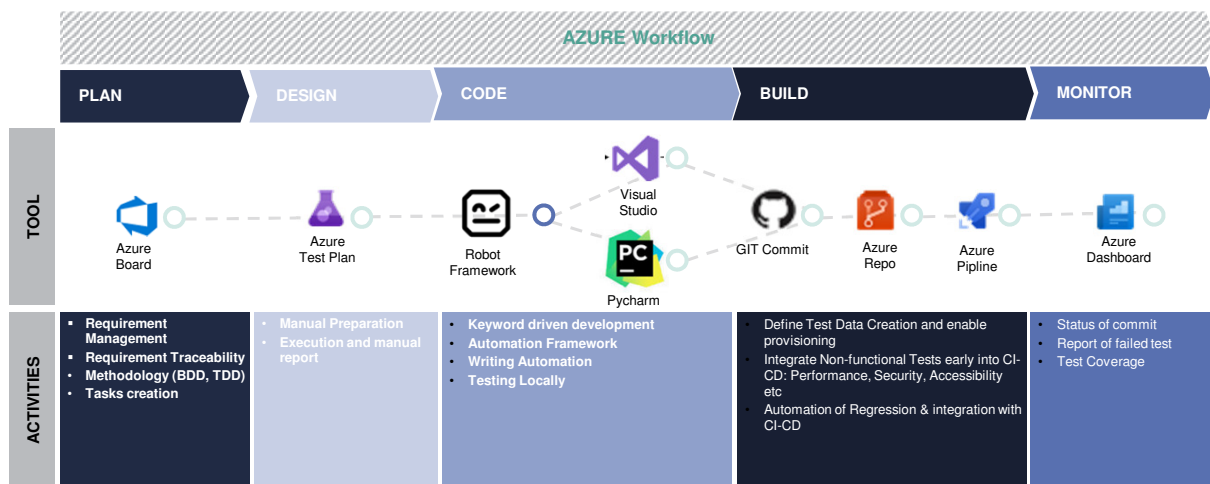 AZURE Workflow
PLAN
DESIGN
CODE
BUILD
MONITOR
TOOL
Azure
Board
Azure
Test Plan
Robot
Framework
Visual
Studio
PC
Pycharm
GIT Commit
Azure
Repo
Azure
Pipline
Azure
Dashboard
ACTIVITIES
▪ Requirement
Management
▪ Requirement Traceability
• Methodology (BDD, TDD)
• Tasks creation
• Manual Preparation
• Execution and manual
report
• Keyword driven development
• Automation Framework
• Writing Automation
• Testing Locally
• Define Test Data Creation and enable
provisioning
• Integrate Non-functional Tests early into CI-
CD: Performance, Security, Accessibility
etc
• Automation of Regression & integration with
CI-CD
• Status of commit
• Report of failed test
• Test Coverage